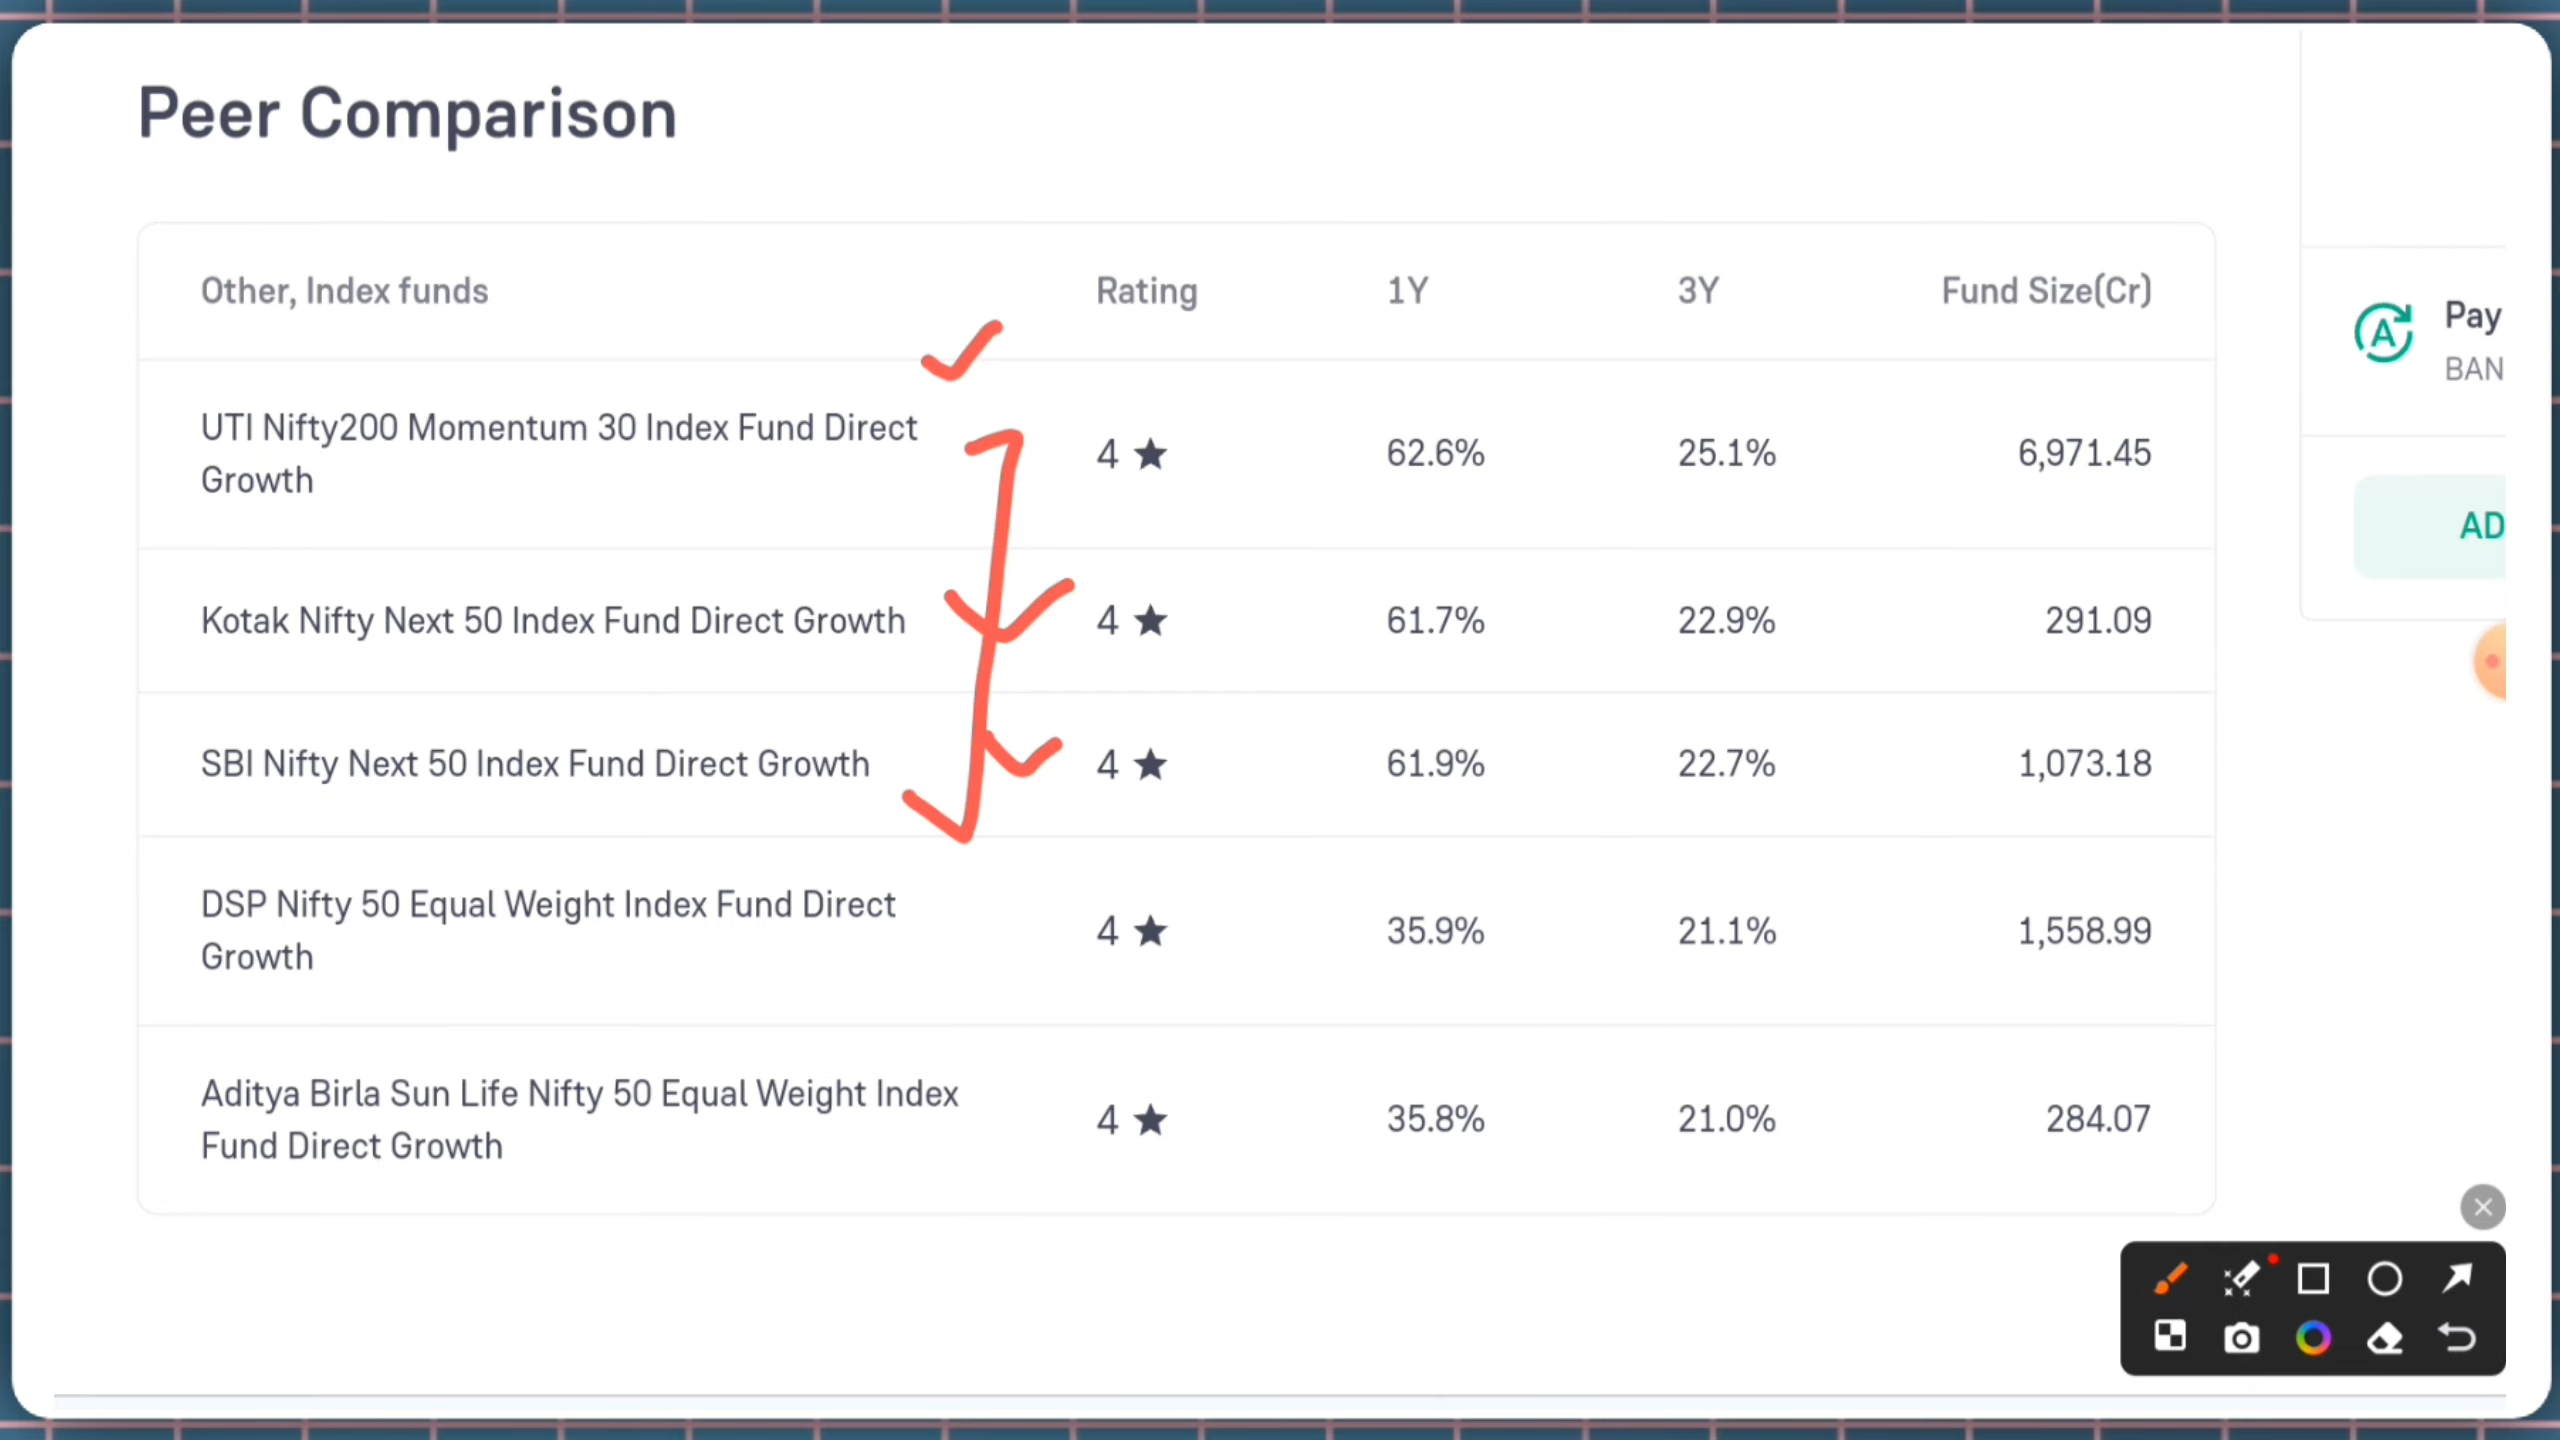 Peer Comparison
Other, Index funds Rating 1Y 3Y Fund Size(Cr)
UTI Nifty200 Momentum 30 Index Fund Direct
Growth
4 ★ 62.6% 25.1% 6,971.45
Kotak Nifty Next 50 Index Fund Direct Growth 4 ★ 61.7% 22.9% 291.09
SBI Nifty Next 50 Index Fund Direct Growth 4 ★ 61.9% 22.7% 1,073.18
DSP Nifty 50 Equal Weight Index Fund Direct
Growth
4 ★ 35.9% 21.1% 1,558.99
Aditya Birla Sun Life Nifty 50 Equal Weight Index
Fund Direct Growth
4 ★ 35.8% 21.0% 284.07
A
Pay
BAN
AD